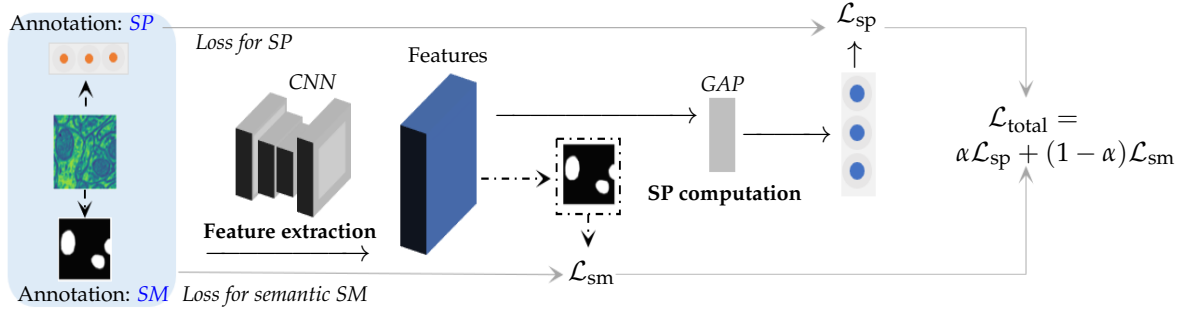 Annotation: SP
Loss for SP
CNN
Features
GAP
ℒsp
SP computation
Feature extraction
ℒtotal =
αℒsp + (1 − α)ℒsm
ℒsm
Annotation: SM
Loss for semantic SM